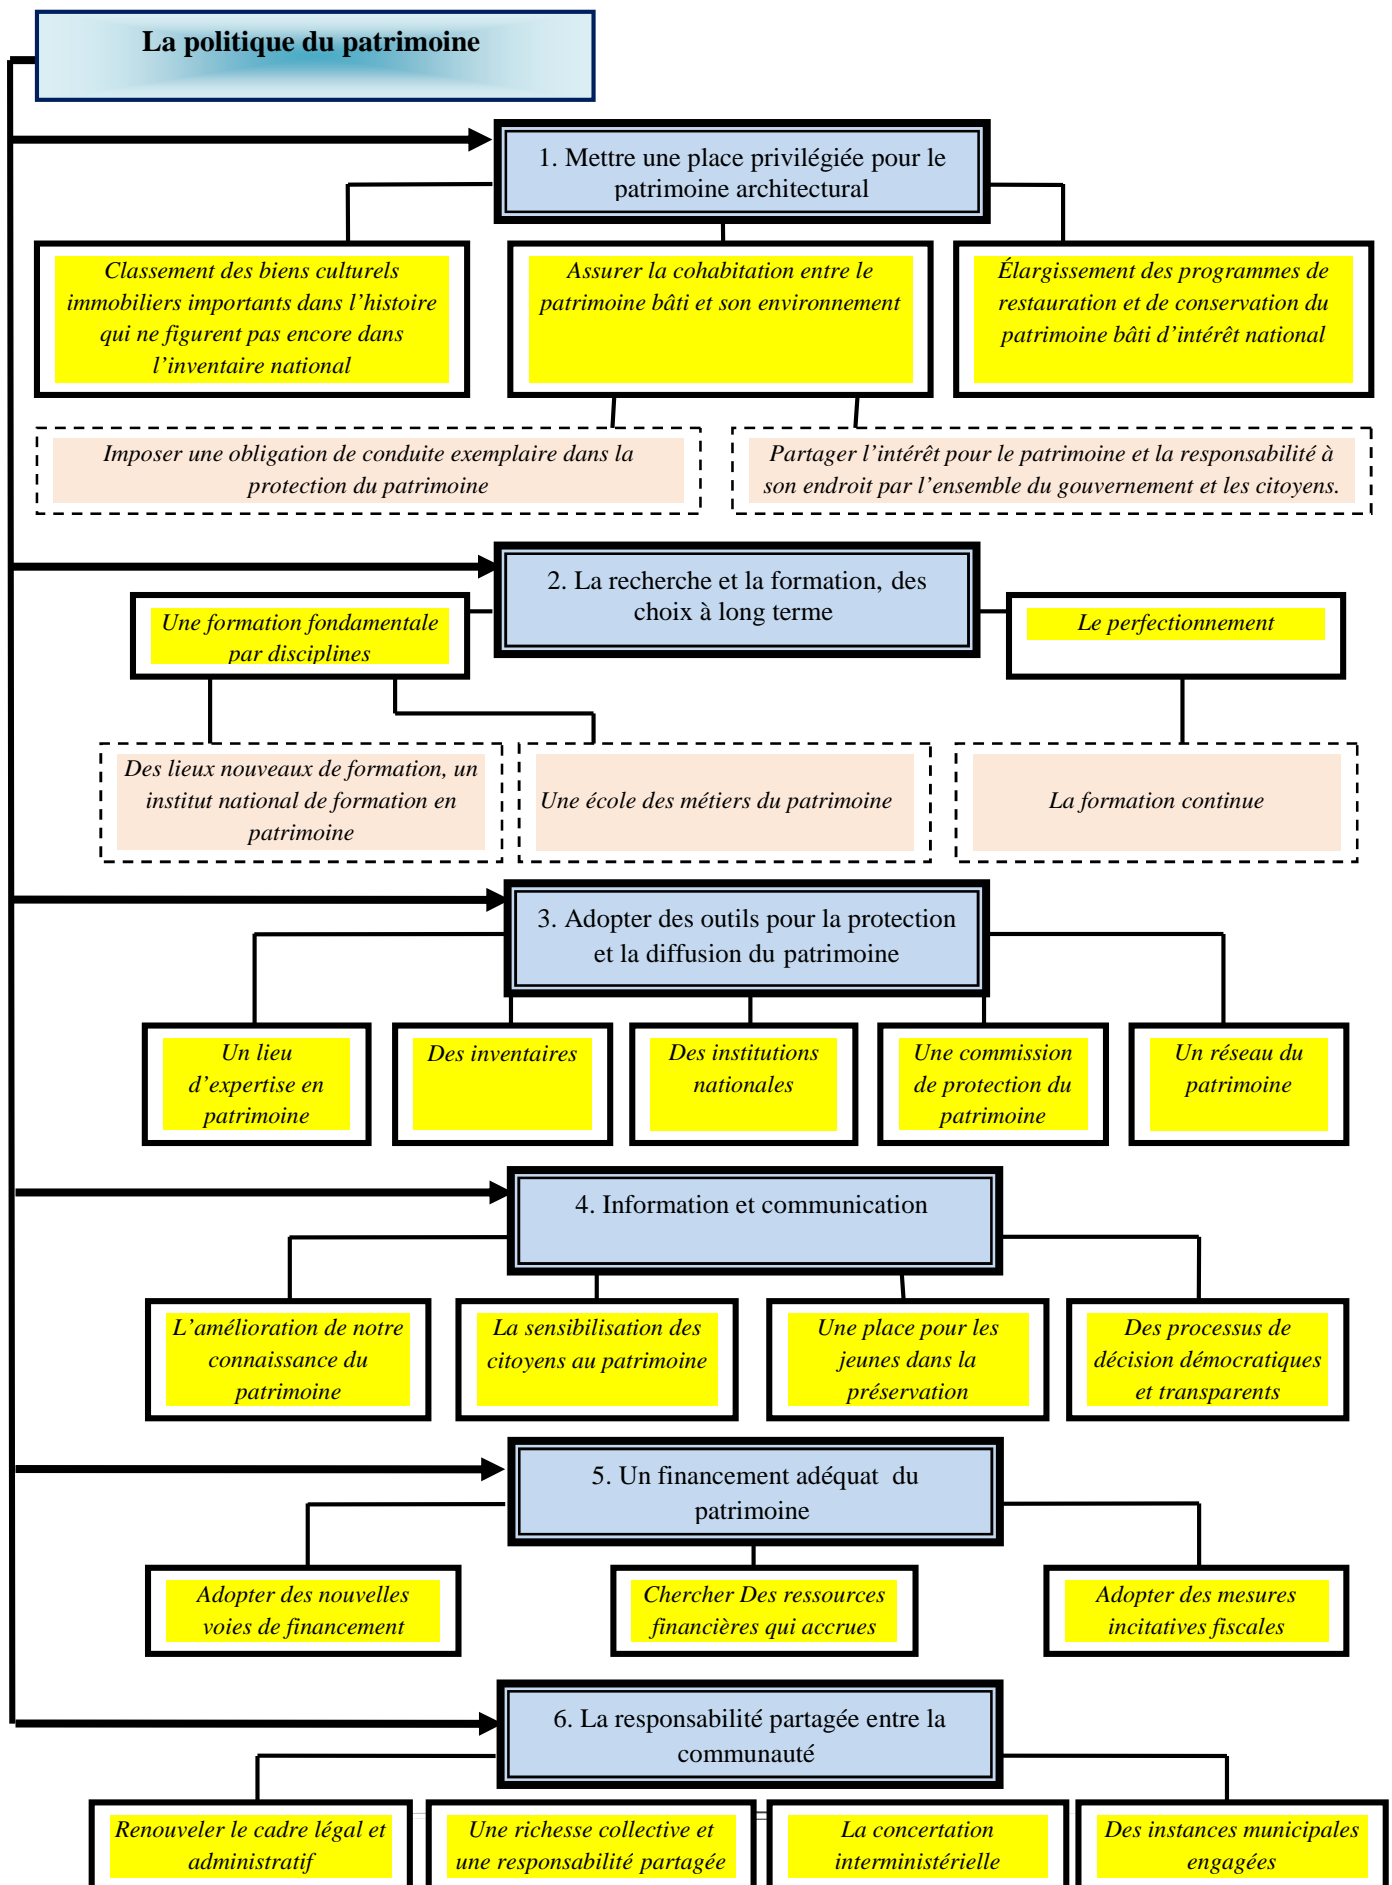 La politique du patrimoine
1. Mettre une place privilégiée pour le
patrimoine architectural
Classement des biens culturels
immobiliers importants dans l’histoire
qui ne figurent pas encore dans
l’inventaire national
Assurer la cohabitation entre le
patrimoine bâti et son environnement
Élargissement des programmes de
restauration et de conservation du
patrimoine bâti d’intérêt national
Imposer une obligation de conduite exemplaire dans la
protection du patrimoine
Partager l’intérêt pour le patrimoine et la responsabilité à
son endroit par l’ensemble du gouvernement et les citoyens.
2. La recherche et la formation, des
choix à long terme
Une formation fondamentale
par disciplines
Le perfectionnement
Des lieux nouveaux de formation, un
institut national de formation en
patrimoine
Une école des métiers du patrimoine
La formation continue
3. Adopter des outils pour la protection
et la diffusion du patrimoine
Un lieu
d’expertise en
patrimoine
Des inventaires
Des institutions
nationales
Une commission
de protection du
patrimoine
Un réseau du
patrimoine
4. Information et communication
L’amélioration de notre
connaissance du
patrimoine
La sensibilisation des
citoyens au patrimoine
Une place pour les
jeunes dans la
préservation
Des processus de
décision démocratiques
et transparents
5. Un financement adéquat du
patrimoine
Adopter des nouvelles
voies de financement
Chercher Des ressources
financières qui accrues
Adopter des mesures
incitatives fiscales
6. La responsabilité partagée entre la
communauté
Renouveler le cadre légal et
administratif
Une richesse collective et
une responsabilité partagée
La concertation
interministérielle
Des instances municipales
engagées